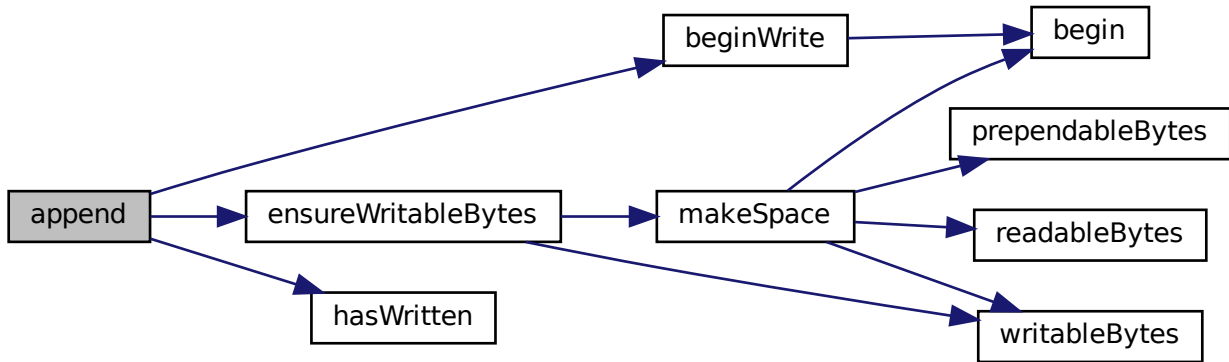 append
beginWrite
begin
ensureWritableBytes
makeSpace
prependableBytes
readableBytes
writableBytes
hasWritten